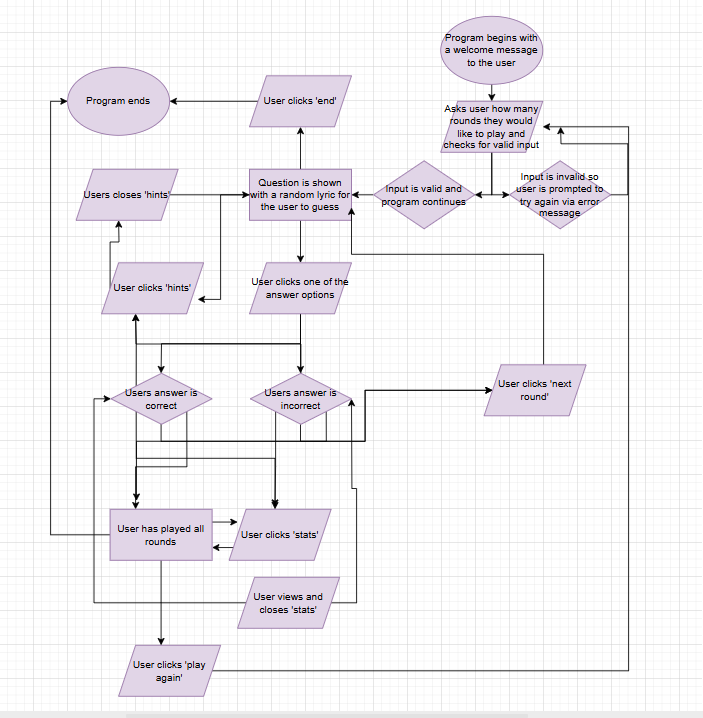 Program begins with
a welcome message
to the user
Program ends
User clicks 'end'
Asks user how many
rounds they would
like to play and
checks for valid input
Users closes 'hints'
Question is shown
with a random lyric for
the user to guess
Input is valid and
program continues
Input is invalid so
user is prompted to
try again via error
message
User clicks 'hints'
User clicks one of the
answer options
Users answer is
correct
Users answer is
incorrect
User clicks 'next
round'
User has played all
rounds
User clicks 'stats'
User views and
closes 'stats'
User clicks 'play
again'